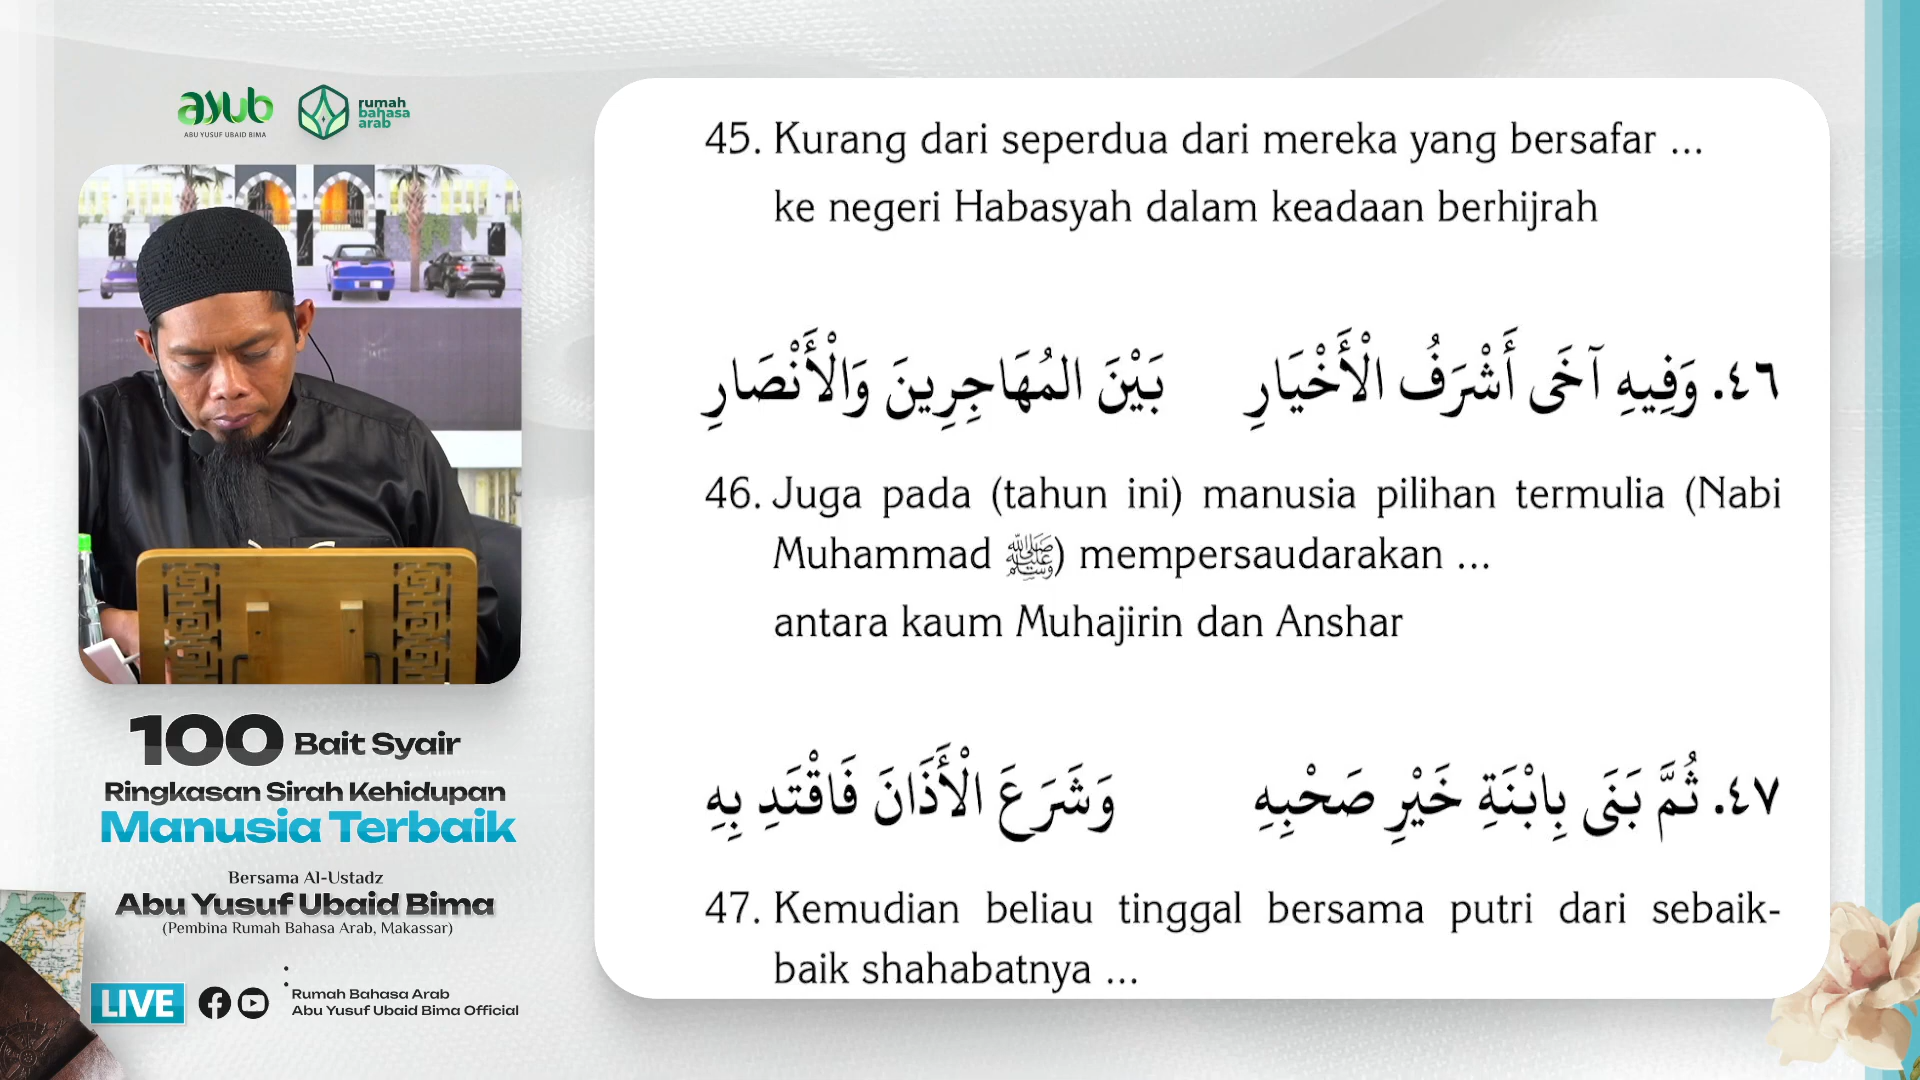 ayub
ABU YUSUF UBAID BIMA
rumah
bahasa
arab
100 Bait Syair
Ringkasan Sirah Kehidupan
Manusia Terbaik
Bersama Al-Ustadz
Abu Yusuf Ubaid Bima
(Pembina Rumah Bahasa Arab, Makassar)
:
LIVE
Rumah Bahasa Arab
Abu Yusuf Ubaid Bima Official
45. Kurang dari seperdua dari mereka yang bersafar ...
ke negeri Habasyah dalam keadaan berhijrah
٤٦. وَفِيهِ آخَى أَشْرَفُ الْأَخْيَارِ بَيْنَ المُهَاجِرِينَ وَالْأَنْصَارِ
46. Juga pada (tahun ini) manusia pilihan termulia (Nabi
Muhammad ﷺ) mempersaudarakan ...
antara kaum Muhajirin dan Anshar
٤٧. ثُمَّ بَنَى بِابْنَةِ خَيْرِ صَحْبِهِ وَشَرَعَ الْأَذَانَ فَاقْتَدِ بِهِ
47. Kemudian beliau tinggal bersama putri dari sebaik-
baik shahabatnya ...